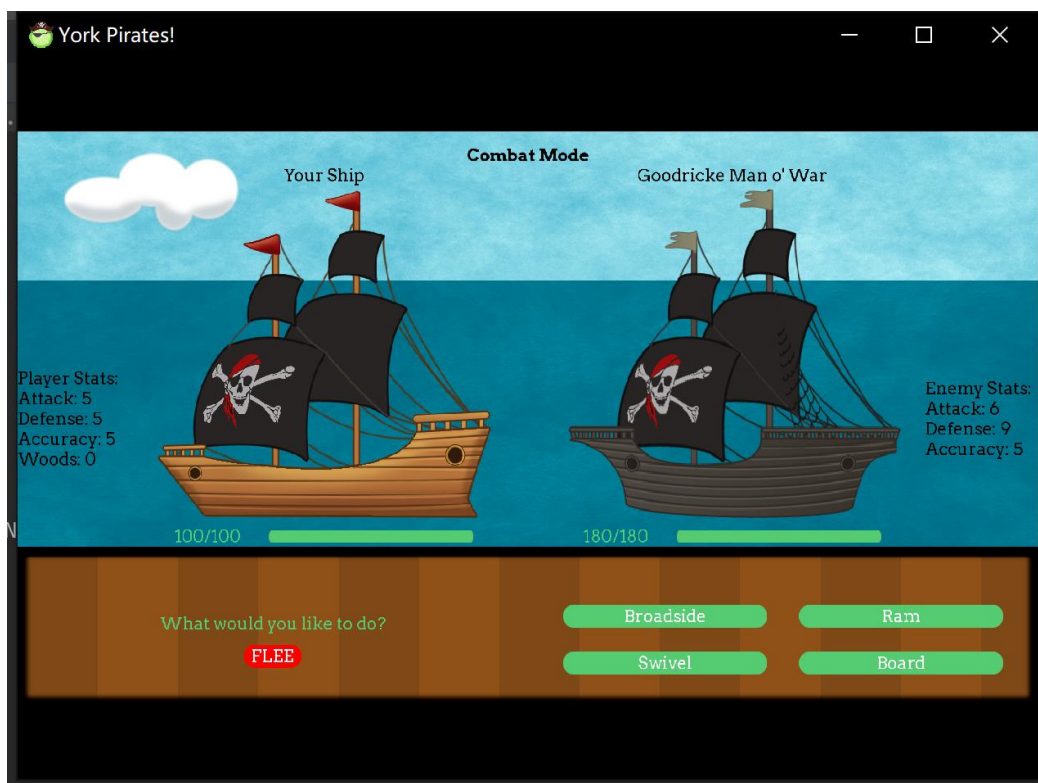 York Pirates!
Combat Mode
Your Ship
Goodricke Man o' War
Player Stats:
Attack: 5
Defense: 5
Accuracy: 5
Woods: 0
Enemy Stats:
Attack: 6
Defense: 9
Accuracy: 5
N
100/100
180/180
What would you like to do?
FLEE
Broadside
Ram
Swivel
Board